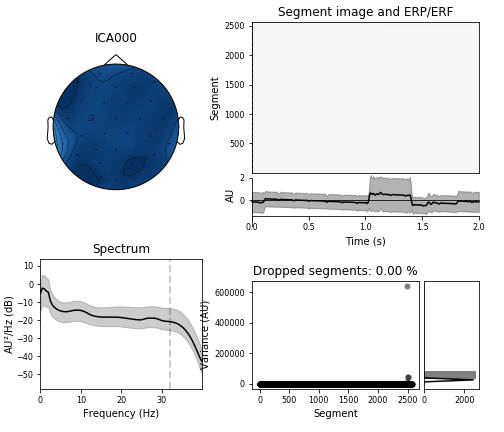 ICA000
Segment image and ERP/ERF
Segment
2500
2000
1500
1000
500
AU
2
0
0.0 0.5 1.0 1.5 2.0
Time (s)
Spectrum
AU²/Hz (dB)
10
0
−10
−20
−30
−40
−50
0 10 20 30
Frequency (Hz)
Dropped segments: 0.00 %
Variance (AU)
600000
400000
200000
0
0 500 1000 1500 2000 2500
Segment
0 2000